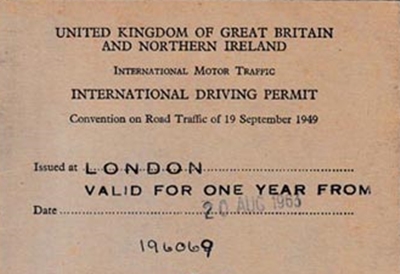 UNITED KINGDOM OF GREAT BRITAIN
AND NORTHERN IRELAND
INTERNATIONAL MOTOR TRAFFIC
INTERNATIONAL DRIVING PERMIT
Convention on Road Traffic of 19 September 1949
Issued at LONDON
VALID FOR ONE YEAR FROM
Date 20 AUG 1963
196069